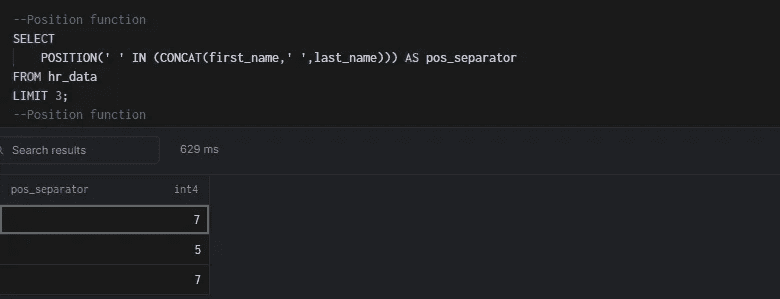 --Position function
SELECT
POSITION(' ' IN (CONCAT(first_name,' ',last_name))) AS pos_separator
FROM hr_data
LIMIT 3;
--Position function
Search results 629 ms
pos_separator int4
7
5
7